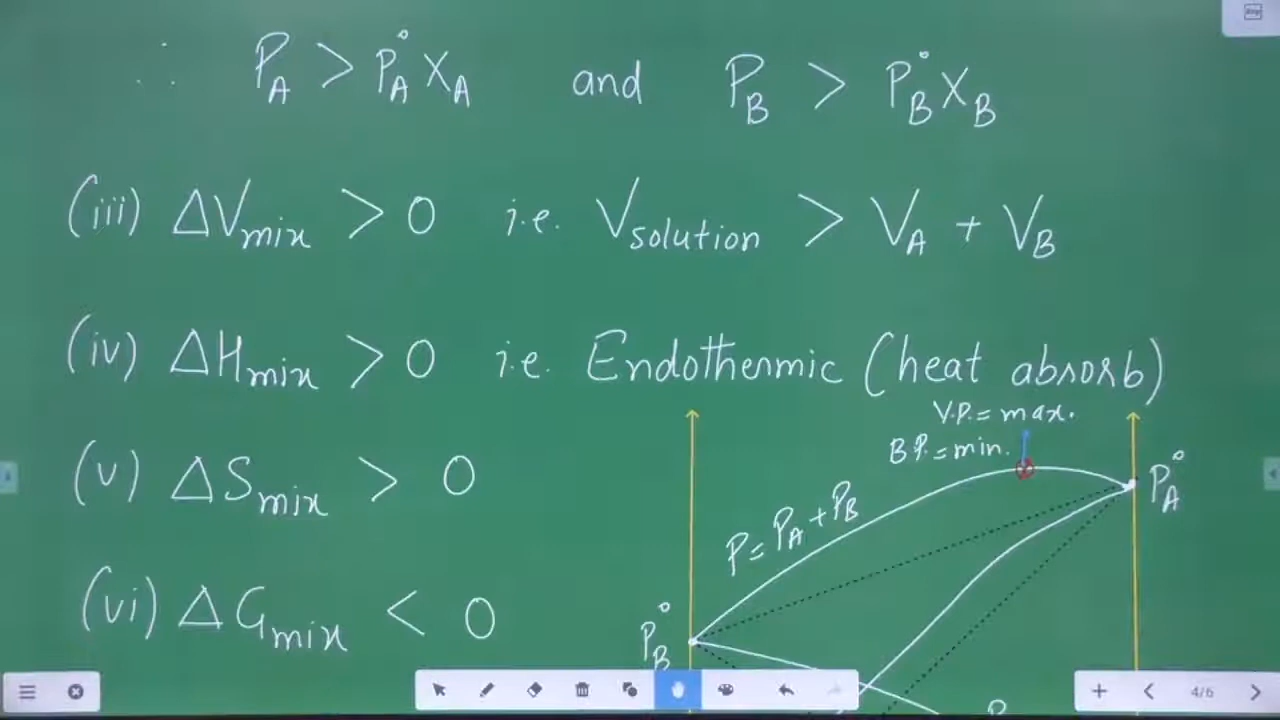 ∴ P_A > P°_A X_A and P_B > P°_B X_B
(iii) ΔV_mix > 0 i.e. V_solution > V_A + V_B
(iv) ΔH_mix > 0 i.e. Endothermic (heat absorb)
V.P.= max.
B.P.= min.
(v) ΔS_mix > 0
P°_A
P = P_A + P_B
(vi) ΔG_mix < 0
P°_B
4/6